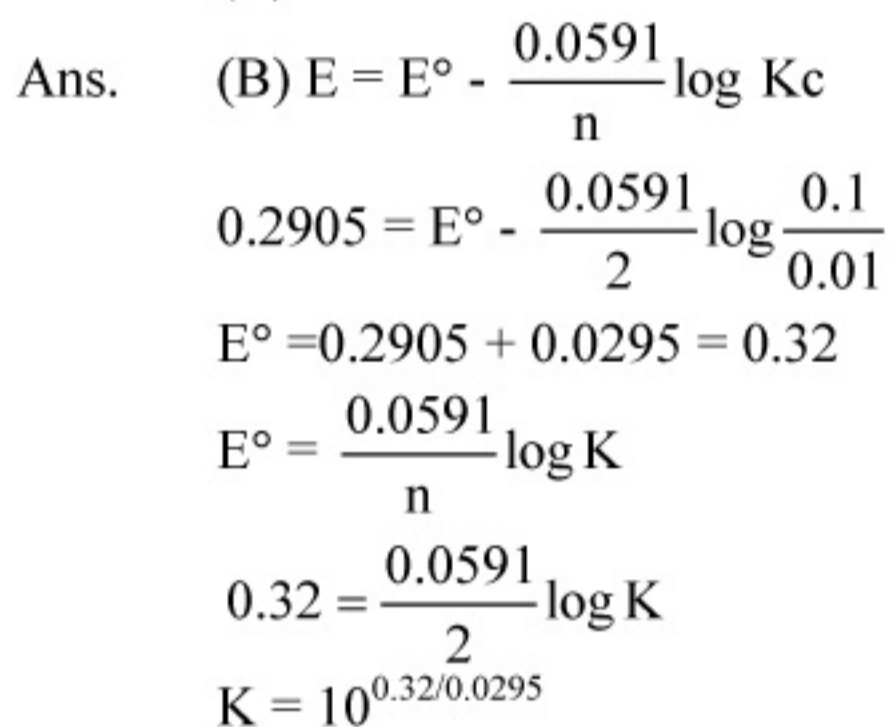 Ans. (B) E = E° - 0.0591/n log Kc
0.2905 = E° - 0.0591/2 log 0.1/0.01
E° =0.2905 + 0.0295 = 0.32
E° = 0.0591/n log K
0.32 = 0.0591/2 log K
K = 10^0.32/0.0295